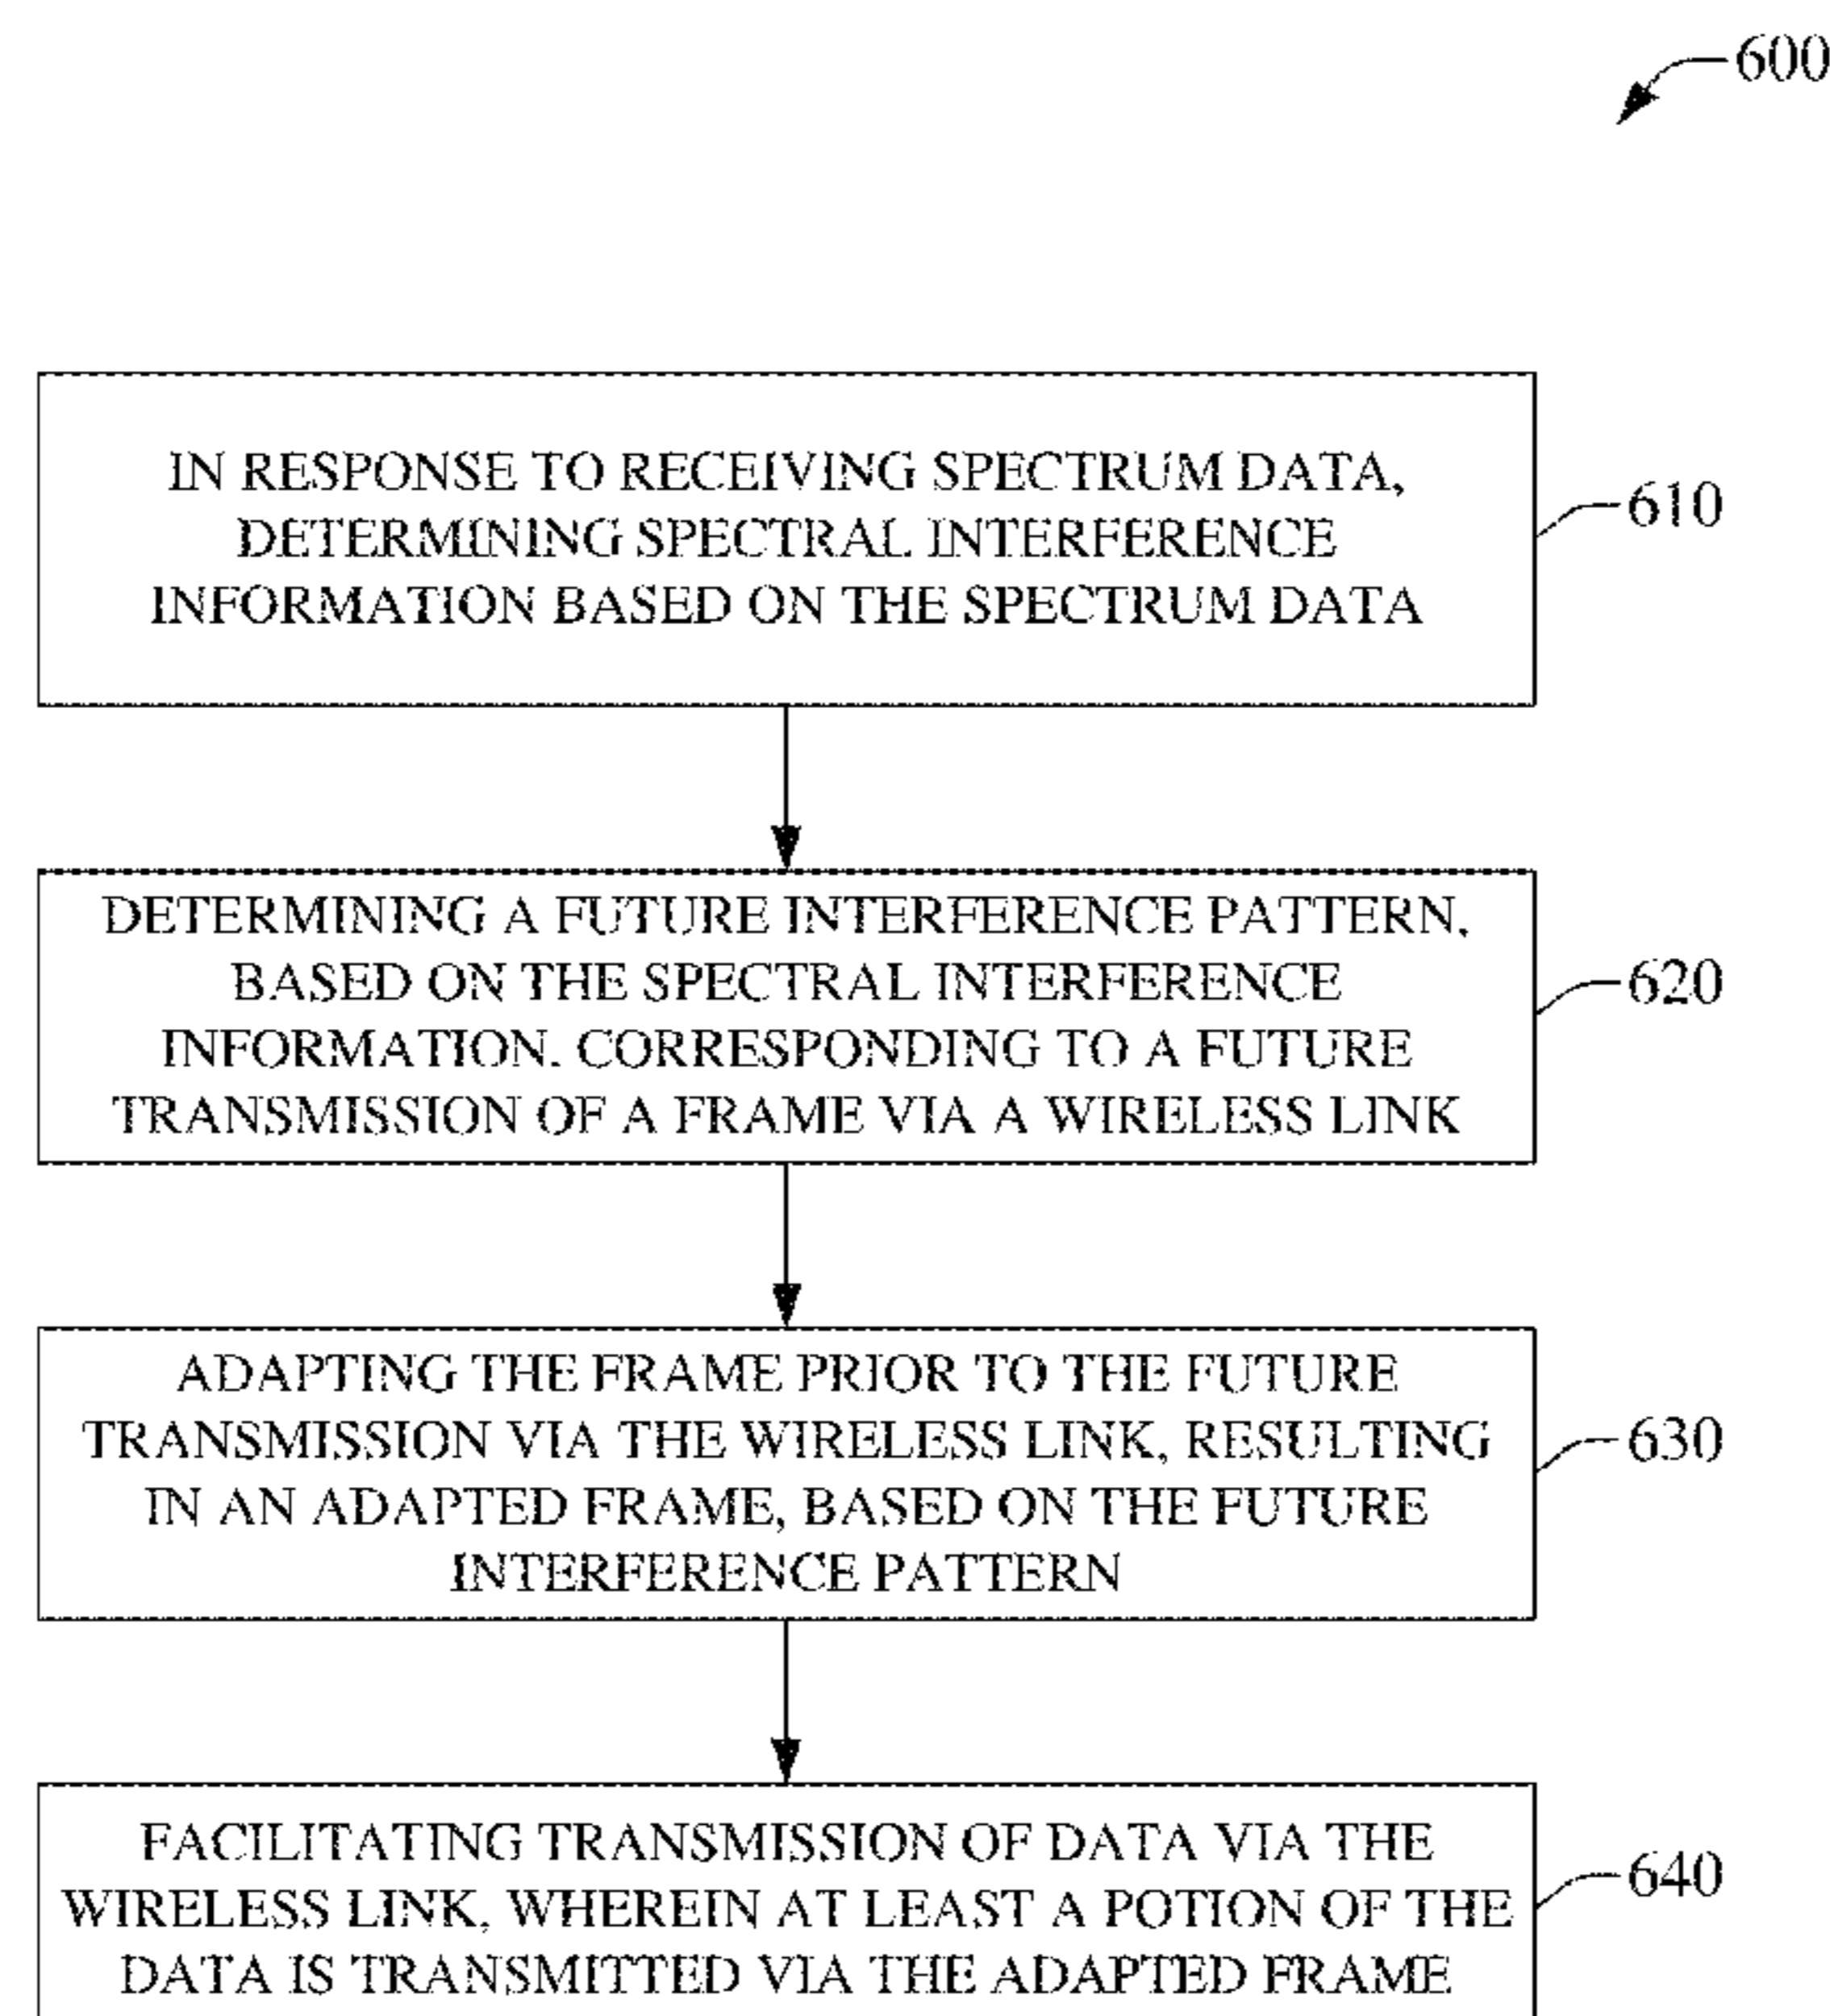 600
IN RESPONSE TO RECEIVING SPECTRUM DATA,
DETERMINING SPECTRAL INTERFERENCE
INFORMATION BASED ON THE SPECTRUM DATA
610
DETERMINING A FUTURE INTERFERENCE PATTERN,
BASED ON THE SPECTRAL INTERFERENCE
INFORMATION, CORRESPONDING TO A FUTURE
TRANSMISSION OF A FRAME VIA A WIRELESS LINK
620
ADAPTING THE FRAME PRIOR TO THE FUTURE
TRANSMISSION VIA THE WIRELESS LINK, RESULTING
IN AN ADAPTED FRAME, BASED ON THE FUTURE
INTERFERENCE PATTERN
630
FACILITATING TRANSMISSION OF DATA VIA THE
WIRELESS LINK, WHEREIN AT LEAST A POTION OF THE
DATA IS TRANSMITTED VIA THE ADAPTED FRAME
640